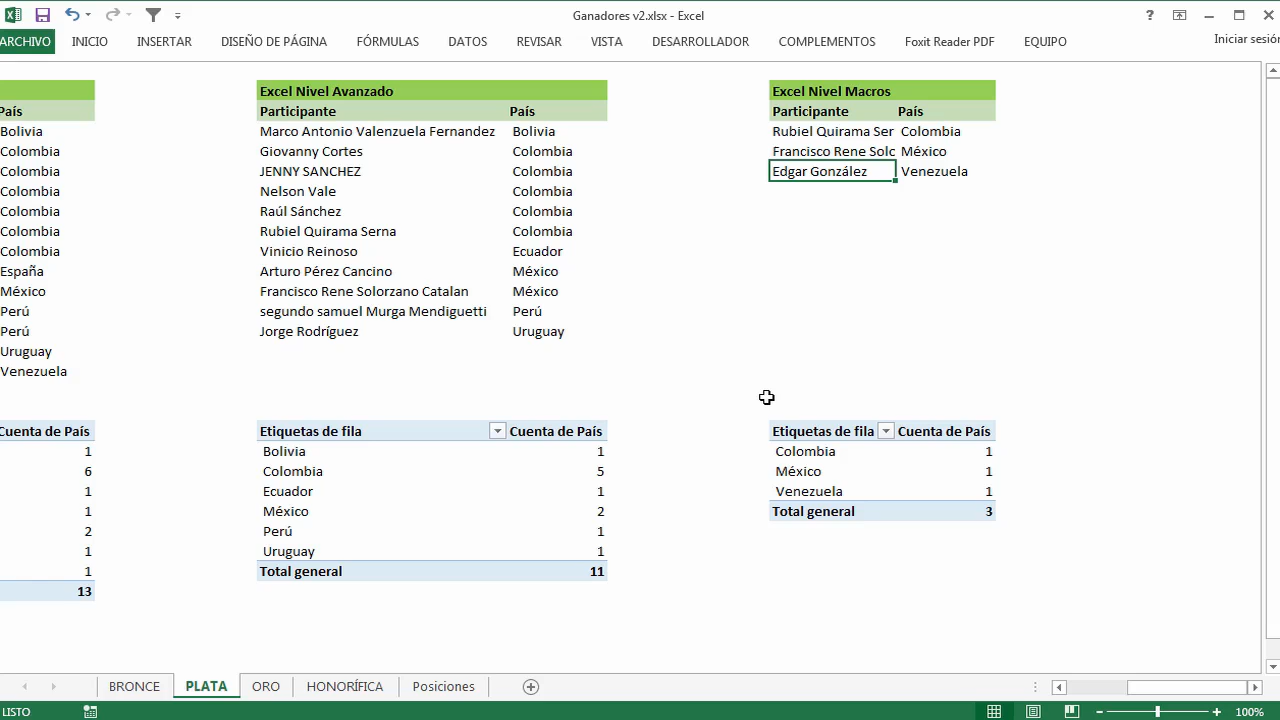 Ganadores v2.xlsx - Excel
?
ARCHIVO INICIO INSERTAR DISEÑO DE PÁGINA FÓRMULAS DATOS REVISAR VISTA DESARROLLADOR COMPLEMENTOS Foxit Reader PDF EQUIPO Iniciar sesión
Excel Nivel Avanzado Excel Nivel Macros
País Participante País Participante País
Bolivia Marco Antonio Valenzuela Fernandez Bolivia Rubiel Quirama Ser Colombia
Colombia Giovanny Cortes Colombia Francisco Rene Solc México
Colombia JENNY SANCHEZ Colombia Edgar González Venezuela
Colombia Nelson Vale Colombia
Colombia Raúl Sánchez Colombia
Colombia Rubiel Quirama Serna Colombia
Colombia Vinicio Reinoso Ecuador
España Arturo Pérez Cancino México
México Francisco Rene Solorzano Catalan México
Perú segundo samuel Murga Mendiguetti Perú
Perú Jorge Rodríguez Uruguay
Uruguay
Venezuela
Cuenta de País Etiquetas de fila Cuenta de País Etiquetas de fila Cuenta de País
1 Bolivia 1 Colombia 1
6 Colombia 5 México 1
1 Ecuador 1 Venezuela 1
1 México 2 Total general 3
2 Perú 1
1 Uruguay 1
1 Total general 11
13
BRONCE PLATA ORO HONORÍFICA Posiciones
LISTO 100%